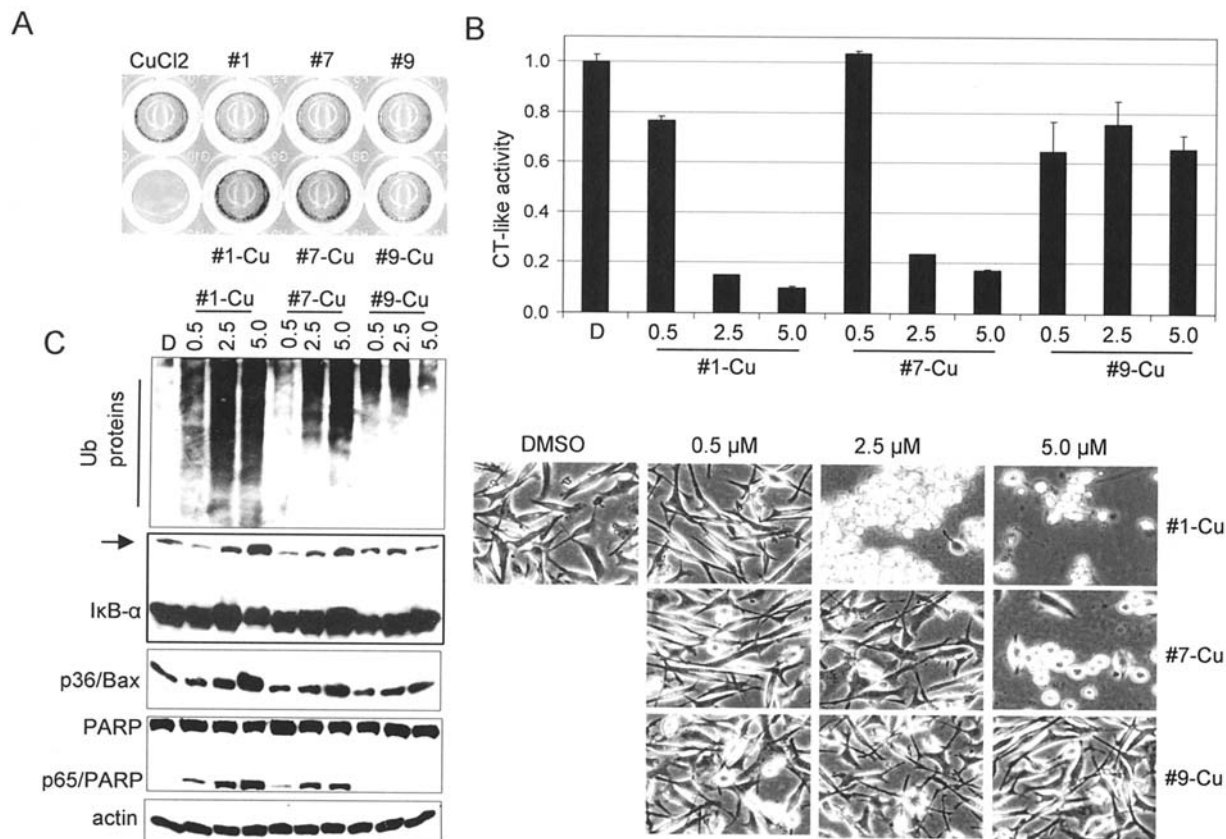 A
CuCl2 #1 #7 #9
#1-Cu #7-Cu #9-Cu
B
CT-like activity
1.0
0.8
0.6
0.4
0.2
0.0
D 0.5 2.5 5.0 0.5 2.5 5.0 0.5 2.5 5.0
#1-Cu #7-Cu #9-Cu
C
#1-Cu #7-Cu #9-Cu
D 0.5 2.5 5.0 0.5 2.5 5.0 0.5 2.5 5.0
Ub
proteins
IκB-α
p36/Bax
PARP
p65/PARP
actin
DMSO 0.5 µM 2.5 µM 5.0 µM
#1-Cu
#7-Cu
#9-Cu